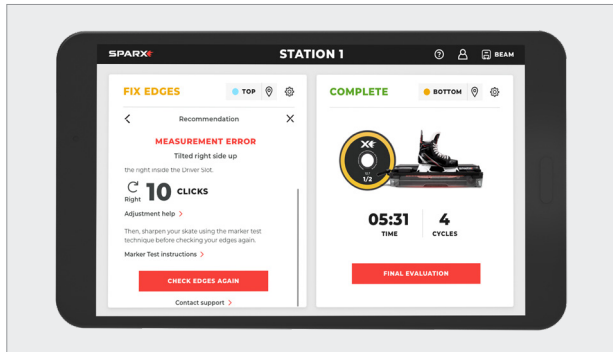 SPARX
STATION 1
BEAM
FIX EDGES
TOP
Recommendation
MEASUREMENT ERROR
Tilted right side up
the right inside the Driver Slot.
Right
10 CLICKS
Adjustment help >
Then, sharpen your skate using the marker test
technique before checking your edges again.
Marker Test instructions >
CHECK EDGES AGAIN
Contact support >
COMPLETE
BOTTOM
1/2
05:31
TIME
4
CYCLES
FINAL EVALUATION